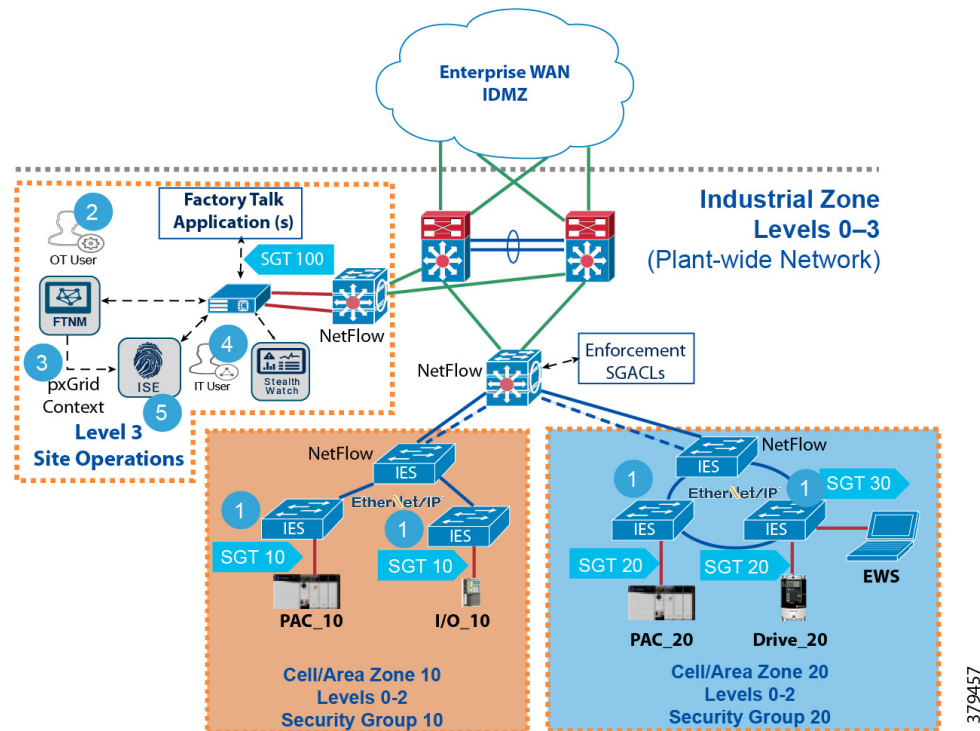 Enterprise WAN
IDMZ
Industrial Zone
Levels 0–3
(Plant-wide Network)
2
OT User
Factory Talk
Application (s)
SGT 100
FTNM
NetFlow
3
pxGrid
Context
ISE
5
4
IT User
Stealth
Watch
Level 3
Site Operations
NetFlow
Enforcement
SGACLs
NetFlow
IES
EtherNet/IP
1
IES
1
IES
SGT 10
SGT 10
PAC_10
I/O_10
Cell/Area Zone 10
Levels 0-2
Security Group 10
NetFlow
IES
EtherNet/IP
1
IES
1
IES
SGT 30
SGT 20
SGT 20
EWS
PAC_20
Drive_20
Cell/Area Zone 20
Levels 0-2
Security Group 20
379457